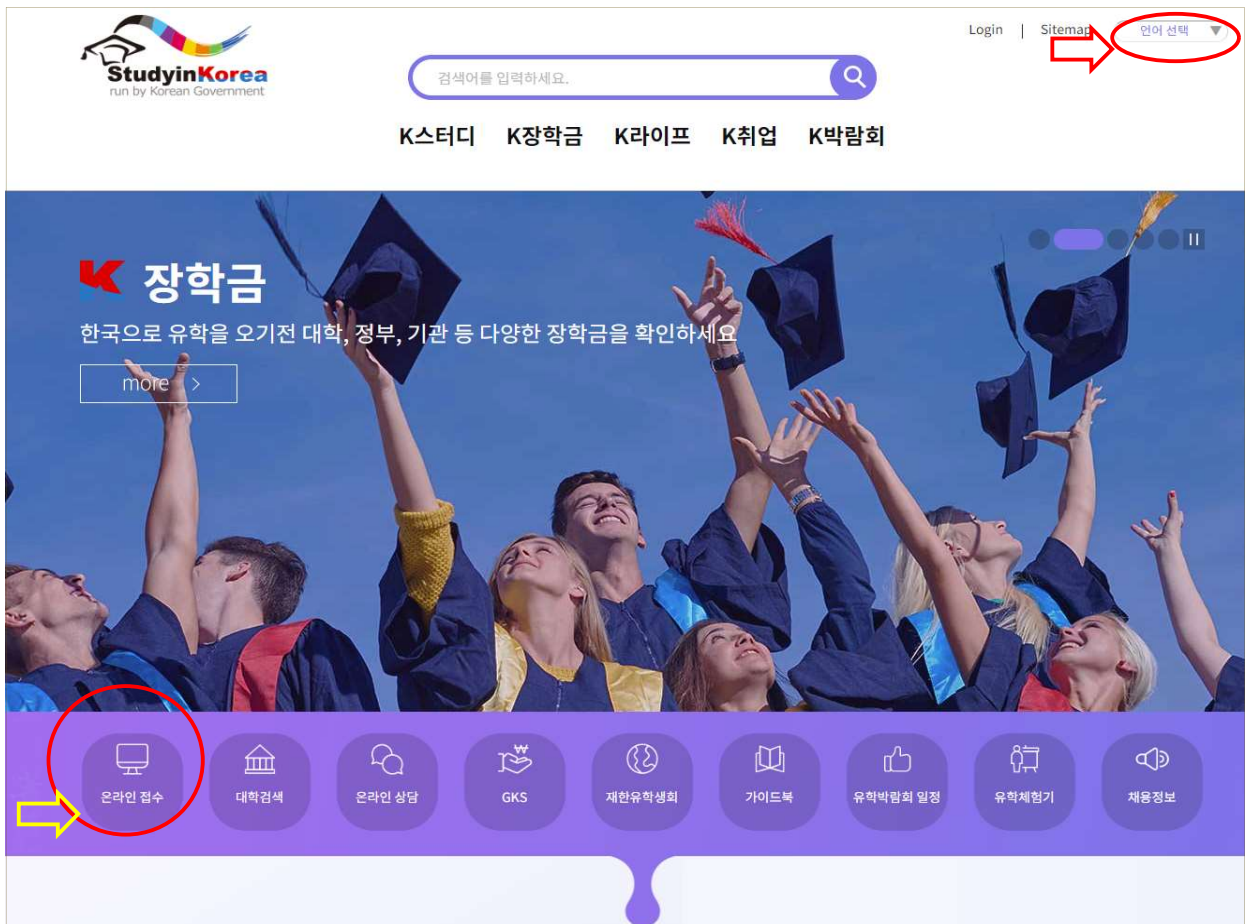 Login | Sitemap
언어 선택 ▼
StudyinKorea
run by Korean Government
검색어를 입력하세요.
K스터디 K장학금 K라이프 K취업 K박람회
K 장학금
한국으로 유학을 오기전 대학, 정부, 기관 등 다양한 장학금을 확인하세요
more >
온라인 접수 대학검색 온라인 상담 GKS 재한유학생회 가이드북 유학박람회 일정 유학체험기 채용정보